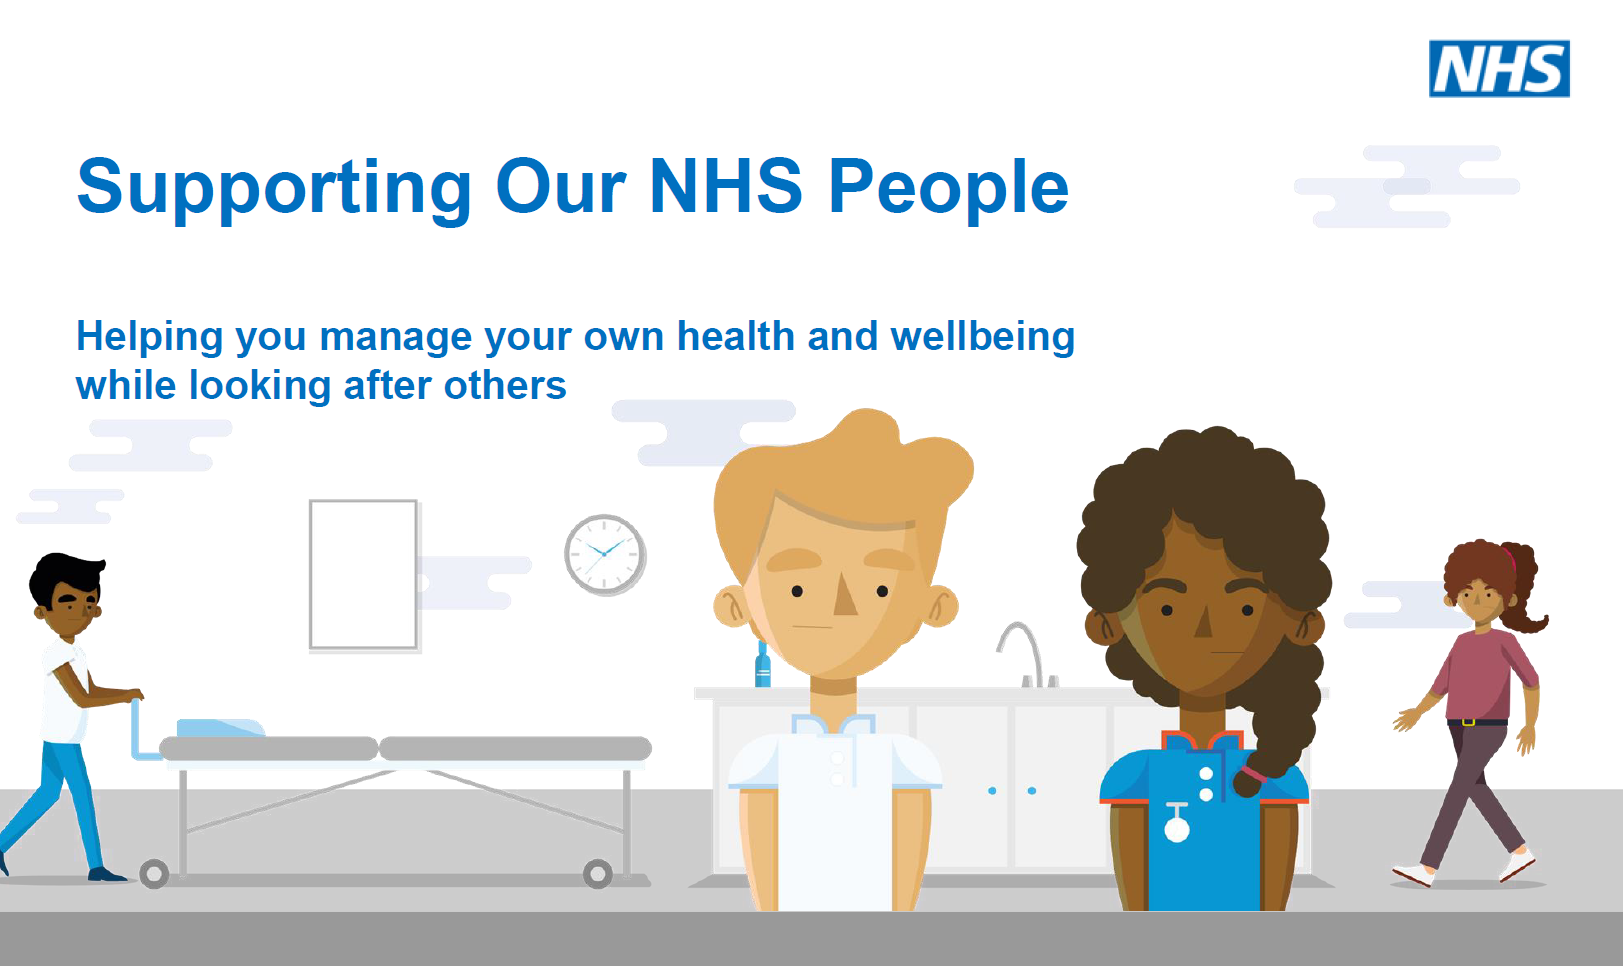 NHS
Supporting Our NHS People
Helping you manage your own health and wellbeing
while looking after others